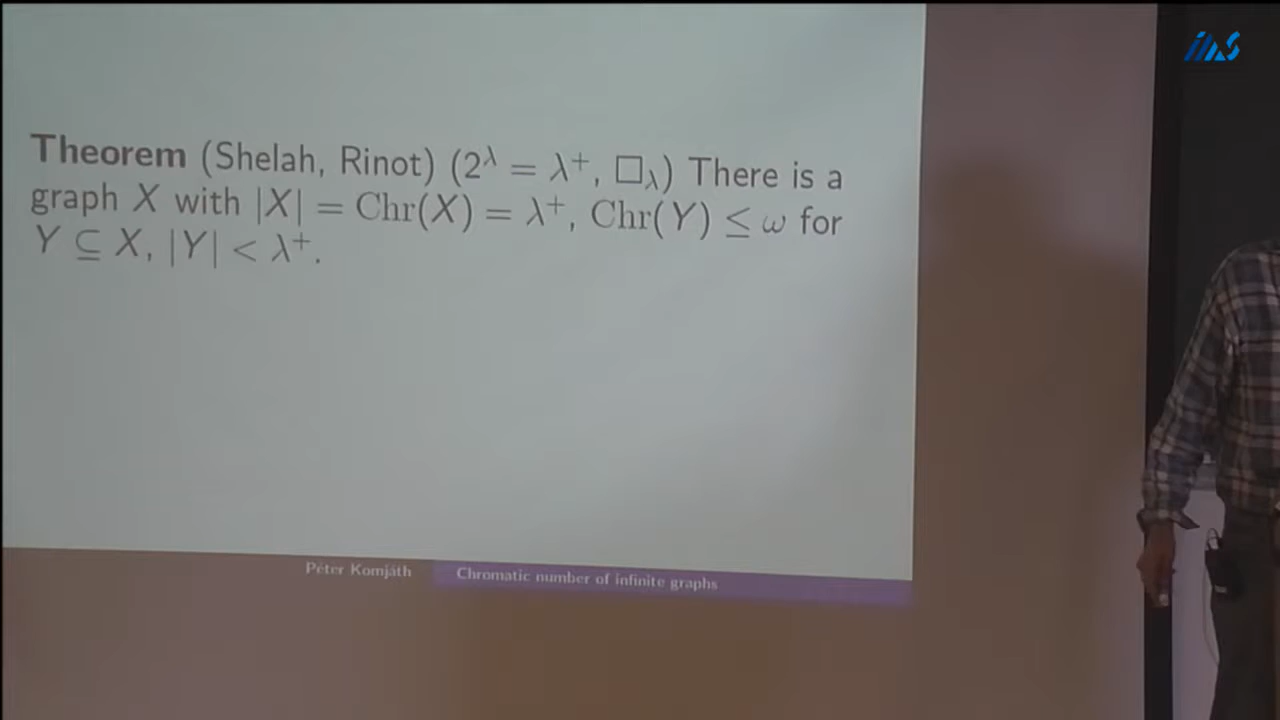 IMS
Theorem (Shelah, Rinot) (2^λ = λ⁺, □_λ) There is a
graph X with |X| = Chr(X) = λ⁺, Chr(Y) ≤ ω for
Y ⊆ X, |Y| < λ⁺.
Péter Komjáth Chromatic number of infinite graphs